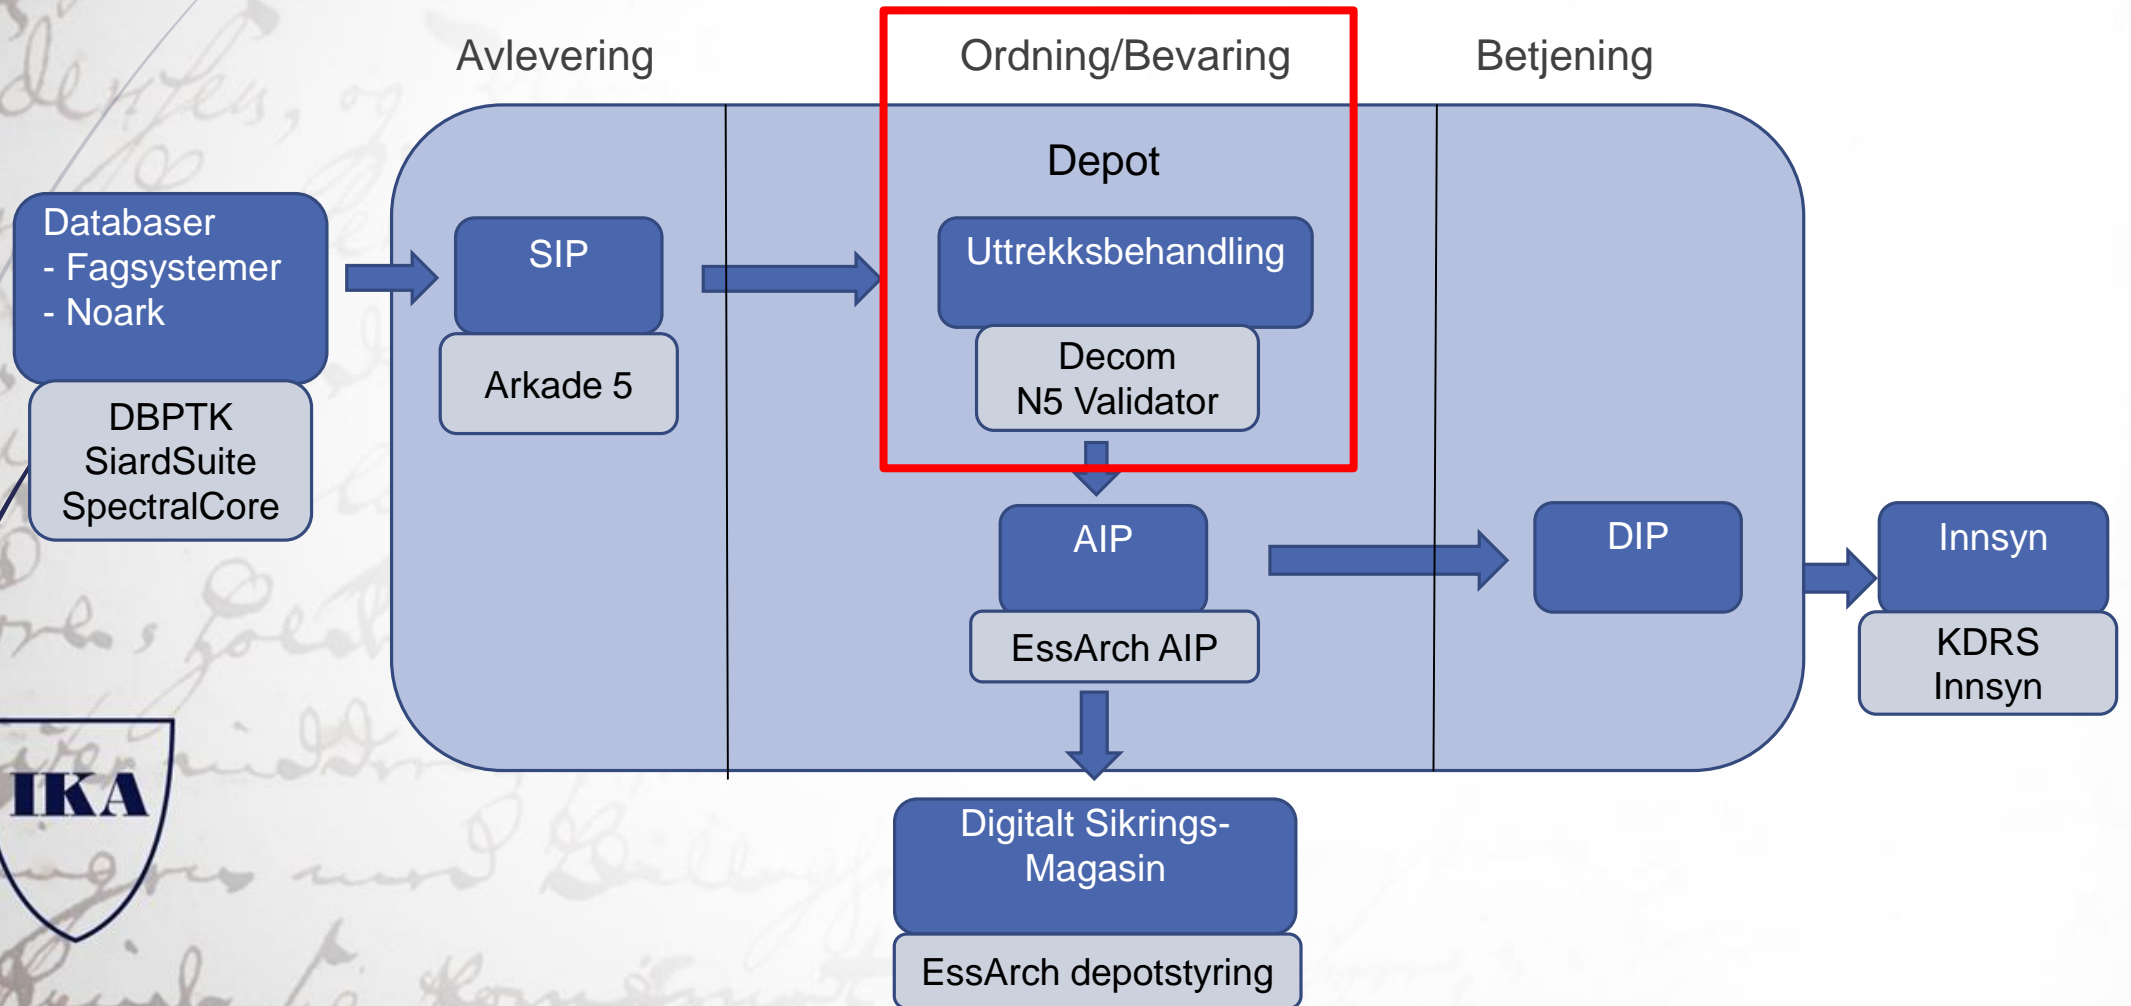 Avlevering
Ordning/Bevaring
Betjening
Depot
Databaser
- Fagsystemer
- Noark
DBPTK
SiardSuite
SpectralCore
SIP
Arkade 5
Uttrekksbehandling
Decom
N5 Validator
AIP
EssArch AIP
DIP
Innsyn
KDRS
Innsyn
Digitalt Sikrings-
Magasin
EssArch depotstyring
IKA